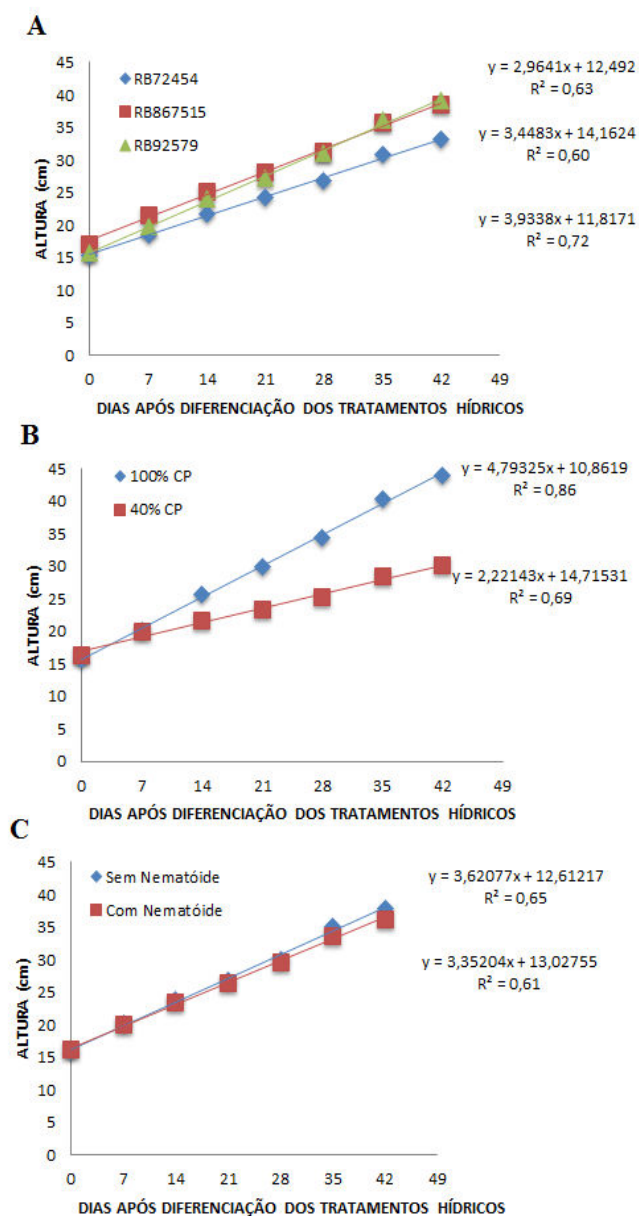 A
45
40
35
30
25
20
15
10
5
0
ALTURA (cm)
RB72454
RB867515
RB92579
y = 2,9641x + 12,492
R² = 0,63
y = 3,4483x + 14,1624
R² = 0,60
y = 3,9338x + 11,8171
R² = 0,72
0 7 14 21 28 35 42 49
DIAS APÓS DIFERENCIAÇÃO DOS TRATAMENTOS HÍDRICOS
B
45
40
35
30
25
20
15
10
5
0
ALTURA (cm)
100% CP
40% CP
y = 4,79325x + 10,8619
R² = 0,86
y = 2,22143x + 14,71531
R² = 0,69
0 7 14 21 28 35 42 49
DIAS APÓS DIFERENCIAÇÃO DOS TRATAMENTOS HÍDRICOS
C
45
40
35
30
25
20
15
10
5
0
ALTURA (cm)
Sem Nematóide
Com Nematóide
y = 3,62077x + 12,61217
R² = 0,65
y = 3,35204x + 13,02755
R² = 0,61
0 7 14 21 28 35 42 49
DIAS APÓS DIFERENCIAÇÃO DOS TRATAMENTOS HÍDRICOS